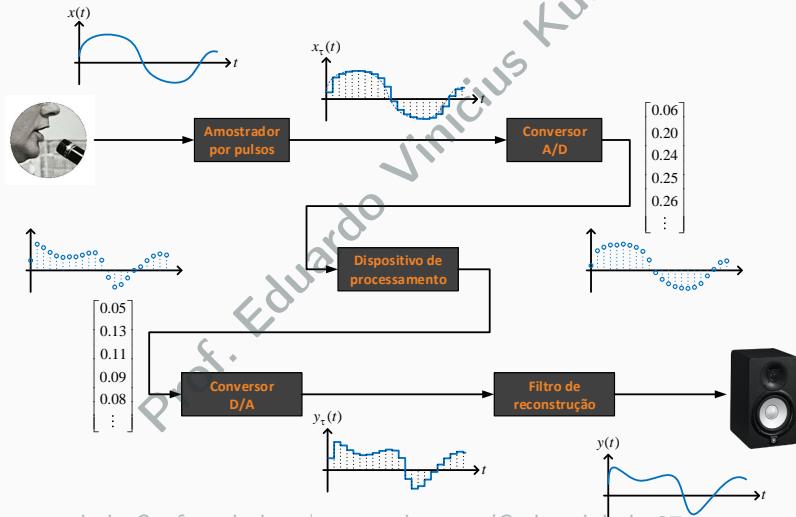 x(t)
t
x_τ(t)
t
Amostrador
por pulsos
Conversor
A/D
0.06
0.20
0.24
0.25
0.26
⋮
Dispositivo de
processamento
0.05
0.13
0.11
0.09
0.08
⋮
Conversor
D/A
Filtro de
reconstrução
y_τ(t)
t
y(t)
t
Prof. Eduardo Vinicius